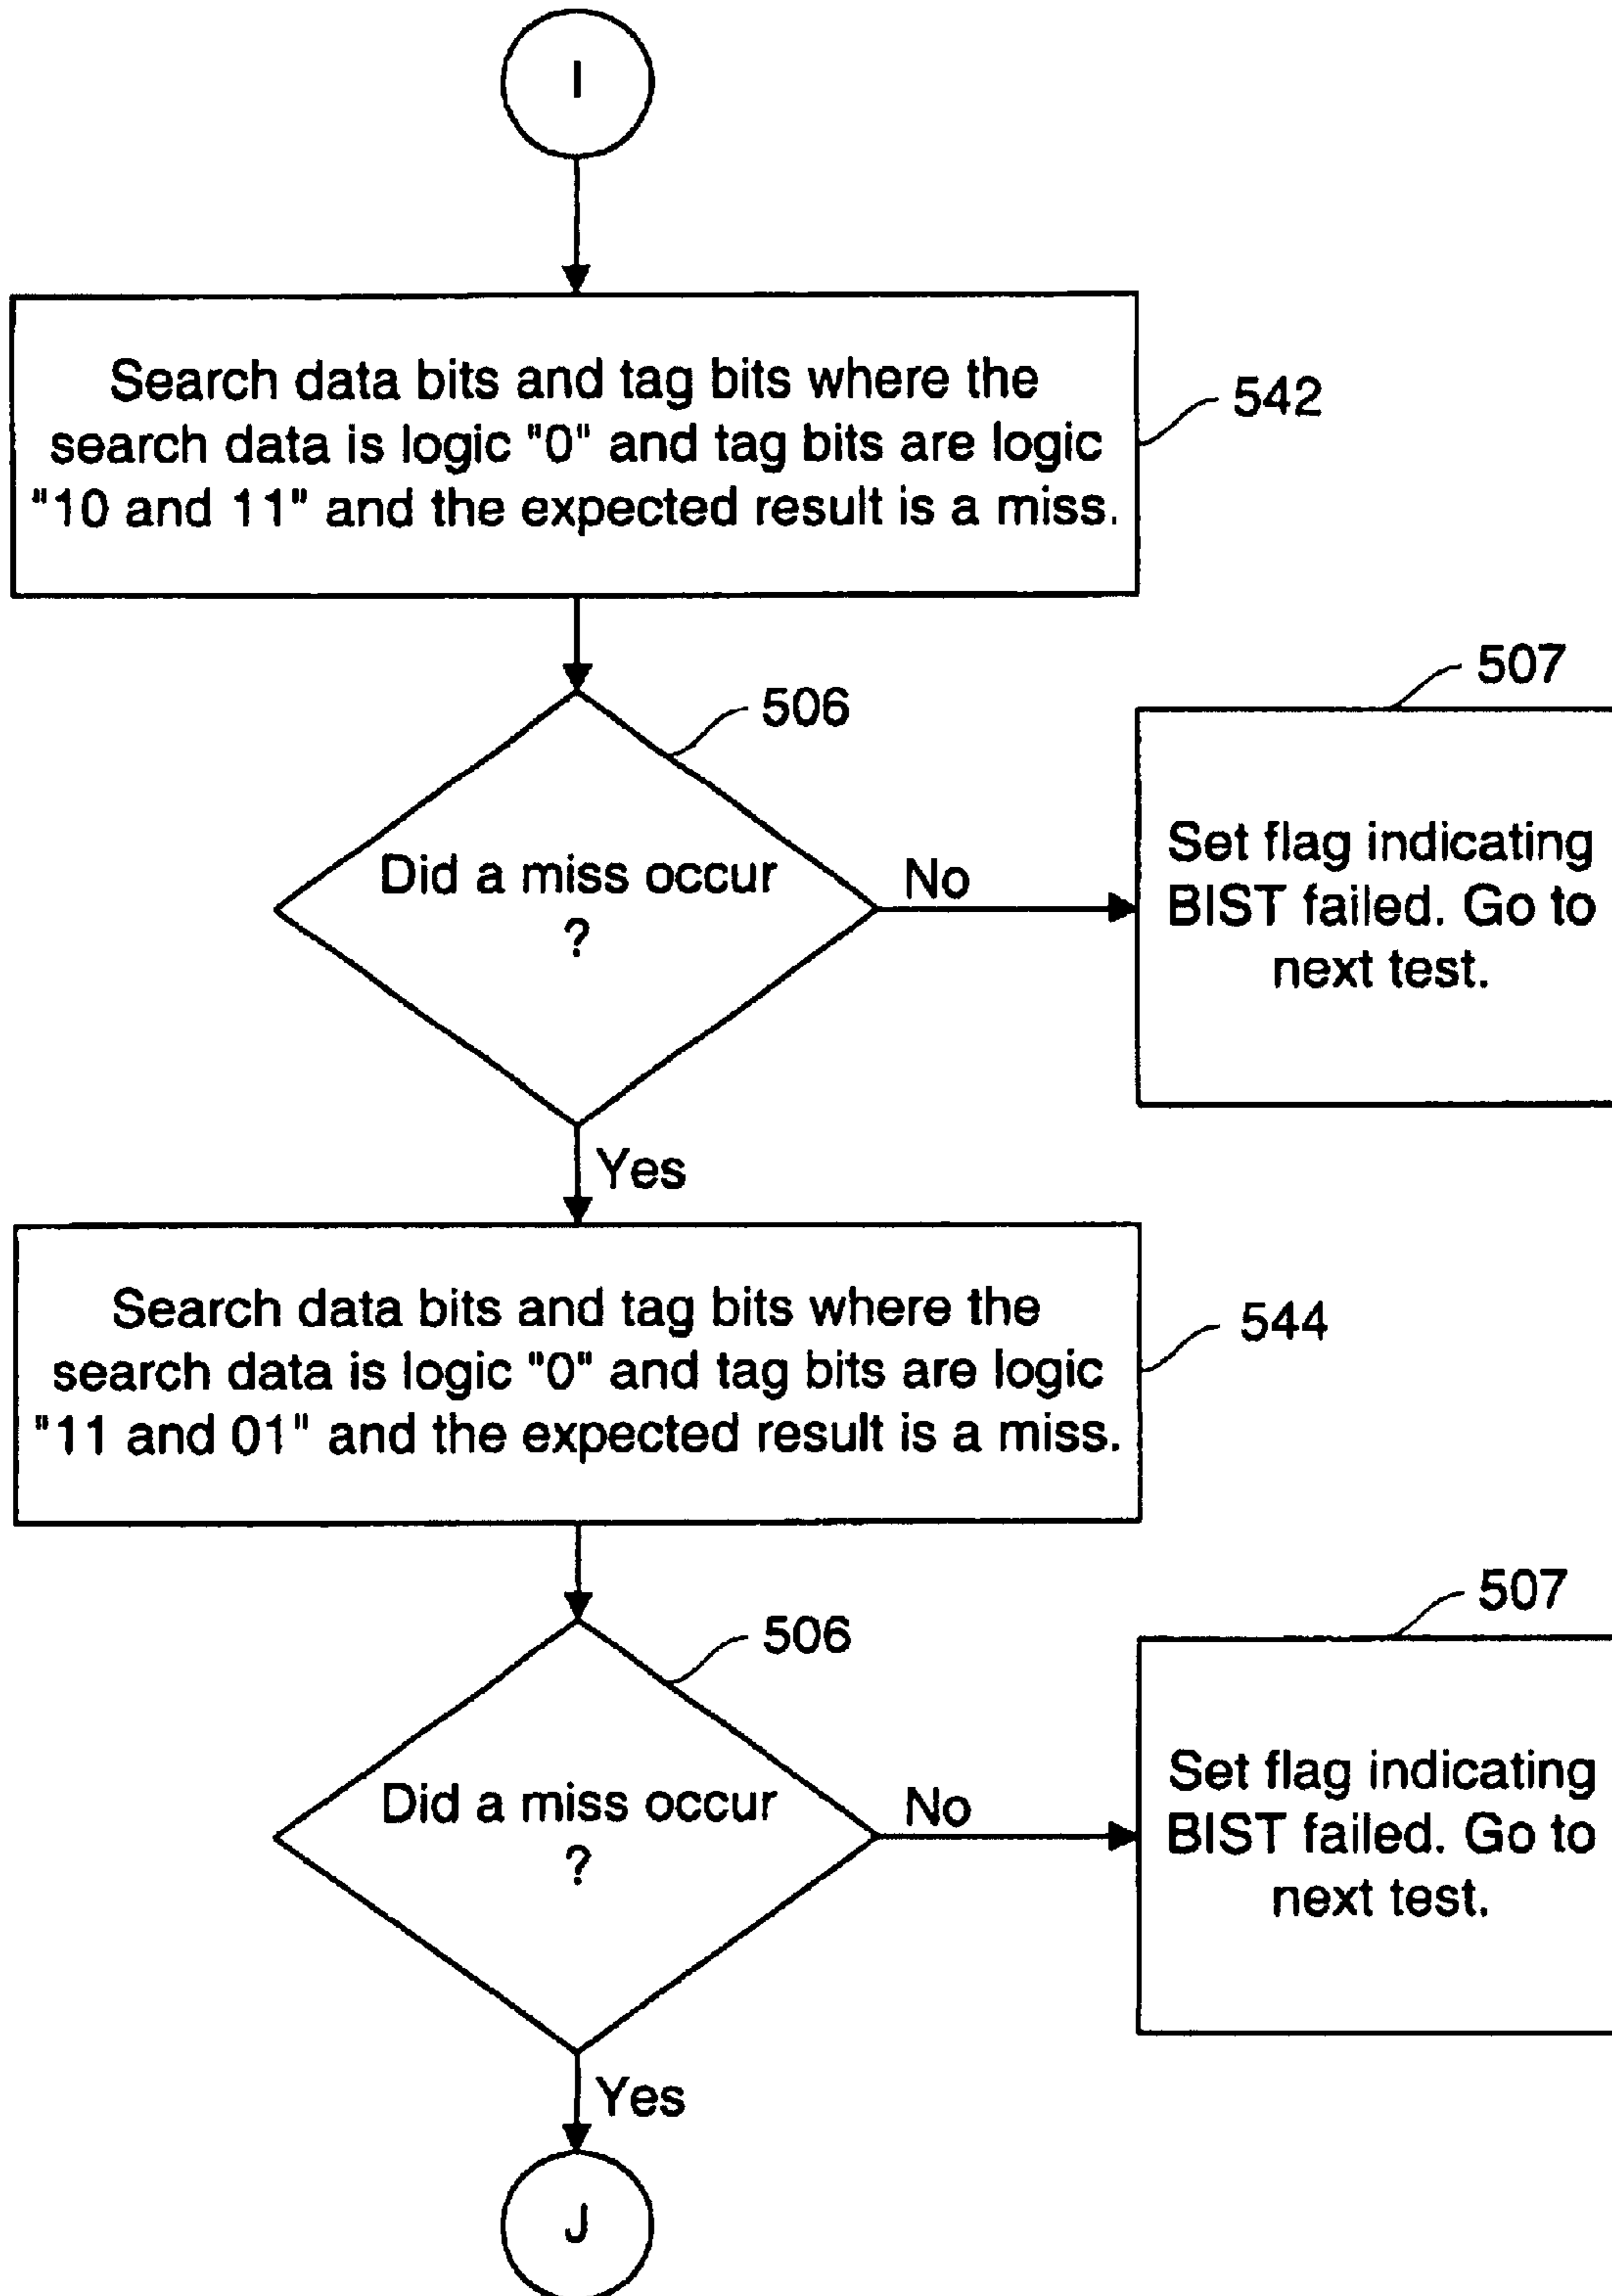 I
Search data bits and tag bits where the
search data is logic "0" and tag bits are logic
"10 and 11" and the expected result is a miss.
542
506
507
Did a miss occur
?
No
Set flag indicating
BIST failed. Go to
next test.
Yes
Search data bits and tag bits where the
search data is logic "0" and tag bits are logic
"11 and 01" and the expected result is a miss.
544
506
507
Did a miss occur
?
No
Set flag indicating
BIST failed. Go to
next test.
Yes
J